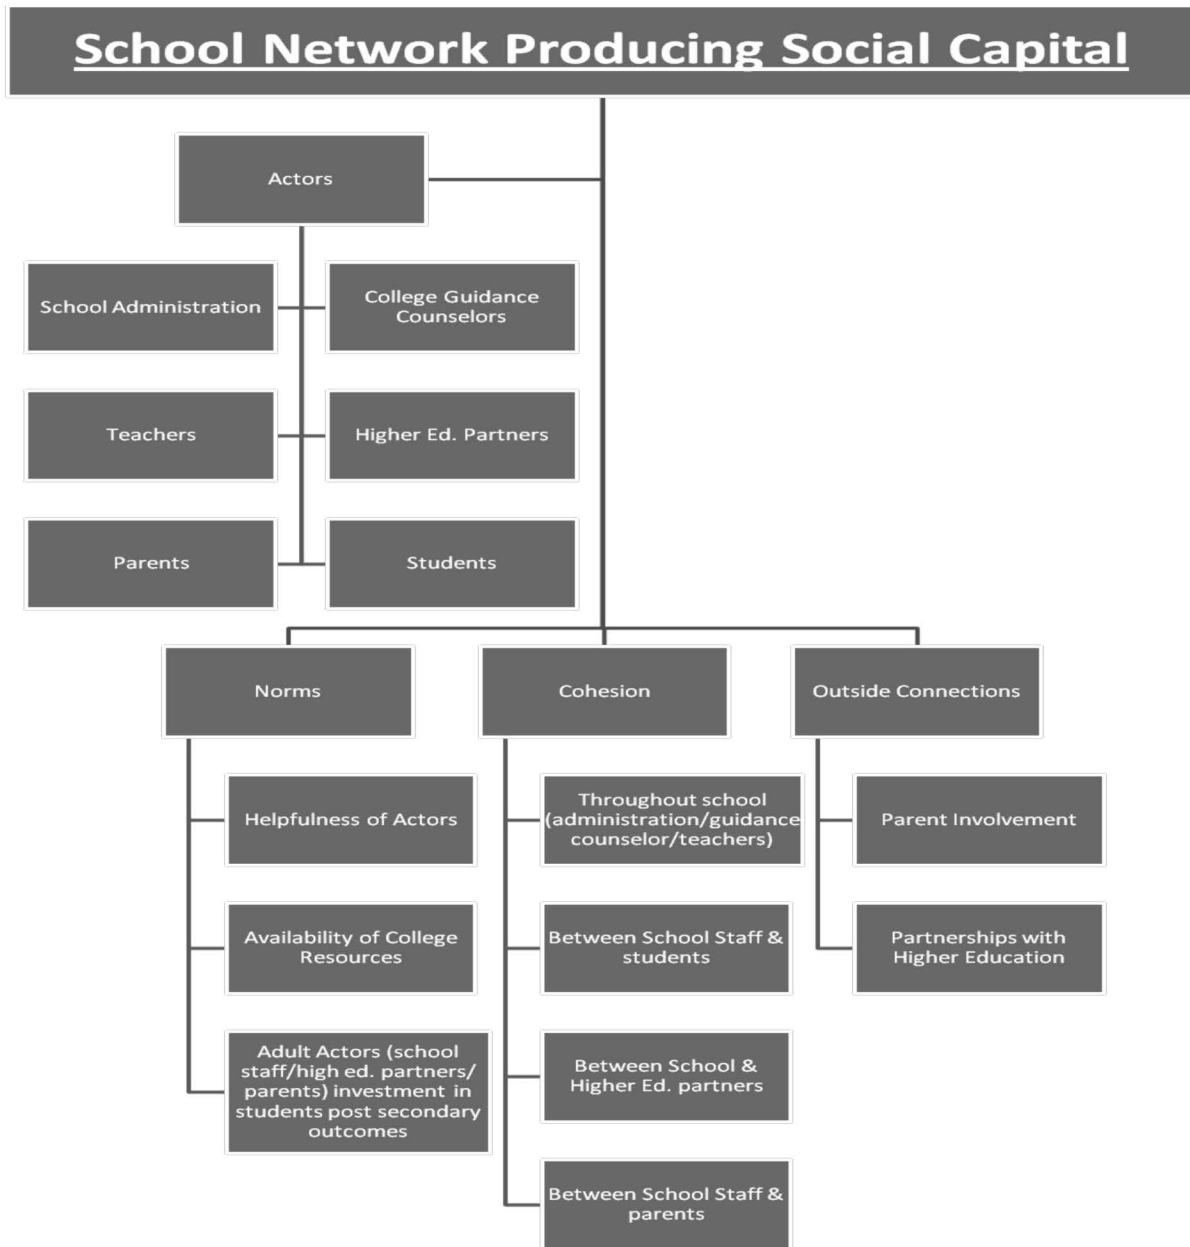 School Network Producing Social Capital
Actors
School Administration
College Guidance
Counselors
Teachers
Higher Ed. Partners
Parents
Students
Norms
Cohesion
Outside Connections
Helpfulness of Actors
Throughout school
(administration/guidance
counselor/teachers)
Parent Involvement
Availability of College
Resources
Between School Staff &
students
Partnerships with
Higher Education
Adult Actors (school
staff/high ed. partners/
parents) investment in
students post secondary
outcomes
Between School &
Higher Ed. partners
Between School Staff &
parents